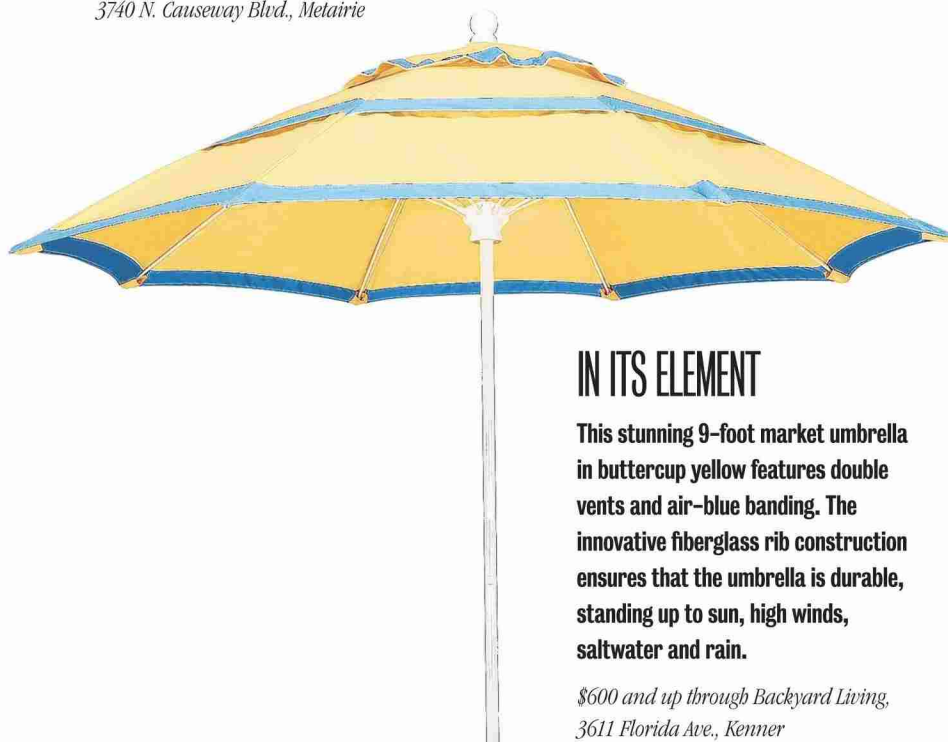 3740 N. Causeway Blvd., Metairie
IN ITS ELEMENT
This stunning 9-foot market umbrella
in buttercup yellow features double
vents and air-blue banding. The
innovative fiberglass rib construction
ensures that the umbrella is durable,
standing up to sun, high winds,
saltwater and rain.
$600 and up through Backyard Living,
3611 Florida Ave., Kenner